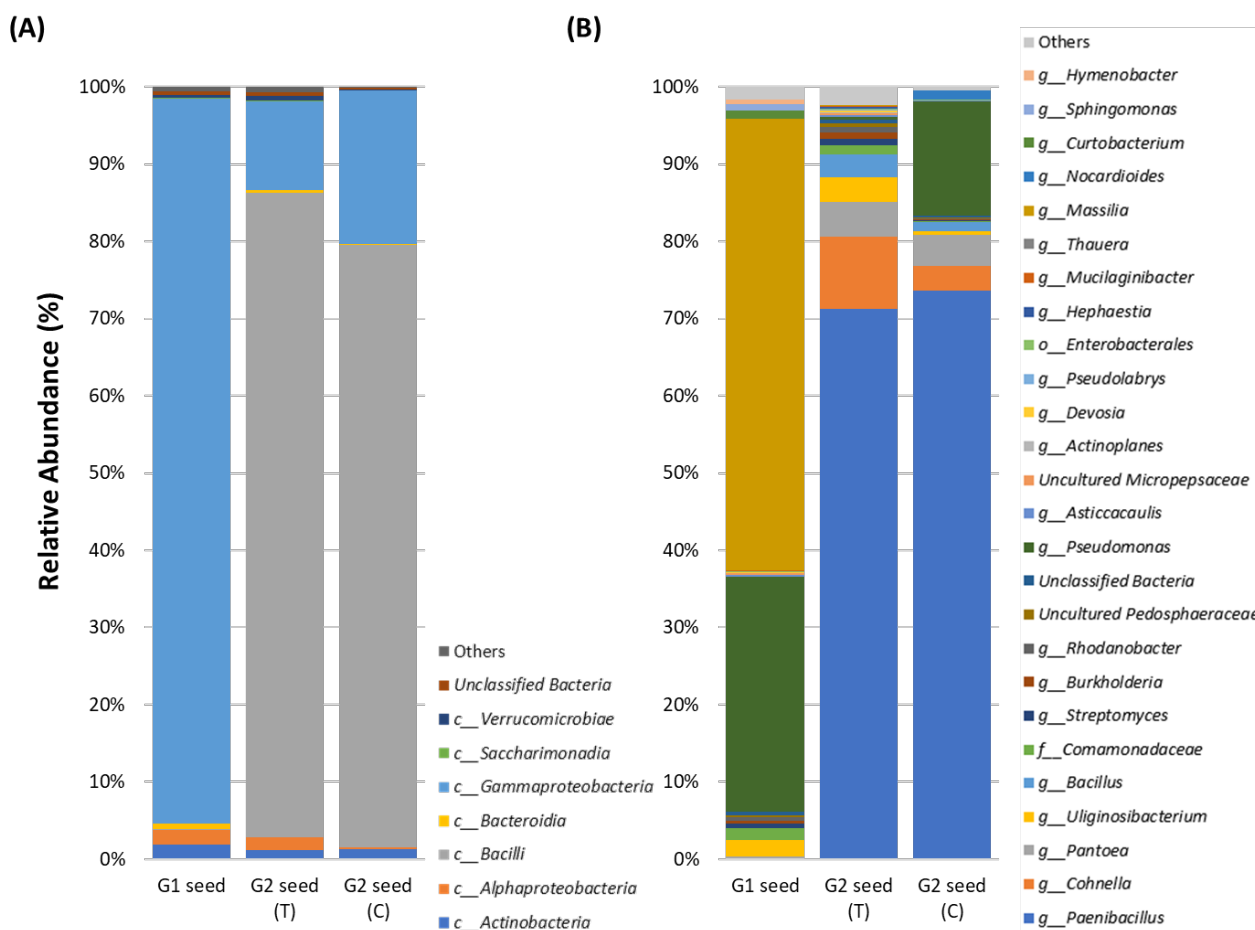 (A)
Relative Abundance (%)
100%
90%
80%
70%
60%
50%
40%
30%
20%
10%
0%
G1 seed
G2 seed
(T)
G2 seed
(C)
Others
Unclassified Bacteria
c__Verrucomicrobiae
c__Saccharimonadia
c__Gammaproteobacteria
c__Bacteroidia
c__Bacilli
c__Alphaproteobacteria
c__Actinobacteria
(B)
100%
90%
80%
70%
60%
50%
40%
30%
20%
10%
0%
G1 seed
G2 seed
(T)
G2 seed
(C)
Others
g__Hymenobacter
g__Sphingomonas
g__Curtobacterium
g__Nocardioides
g__Massilia
g__Thauera
g__Mucilaginibacter
g__Hephaestia
o__Enterobacterales
g__Pseudolabrys
g__Devosia
g__Actinoplanes
Uncultured Micropepsaceae
g__Asticcacaulis
g__Pseudomonas
Unclassified Bacteria
Uncultured Pedosphaeraceae
g__Rhodanobacter
g__Burkholderia
g__Streptomyces
f__Comamonadaceae
g__Bacillus
g__Uliginosibacterium
g__Pantoea
g__Cohnella
g__Paenibacillus